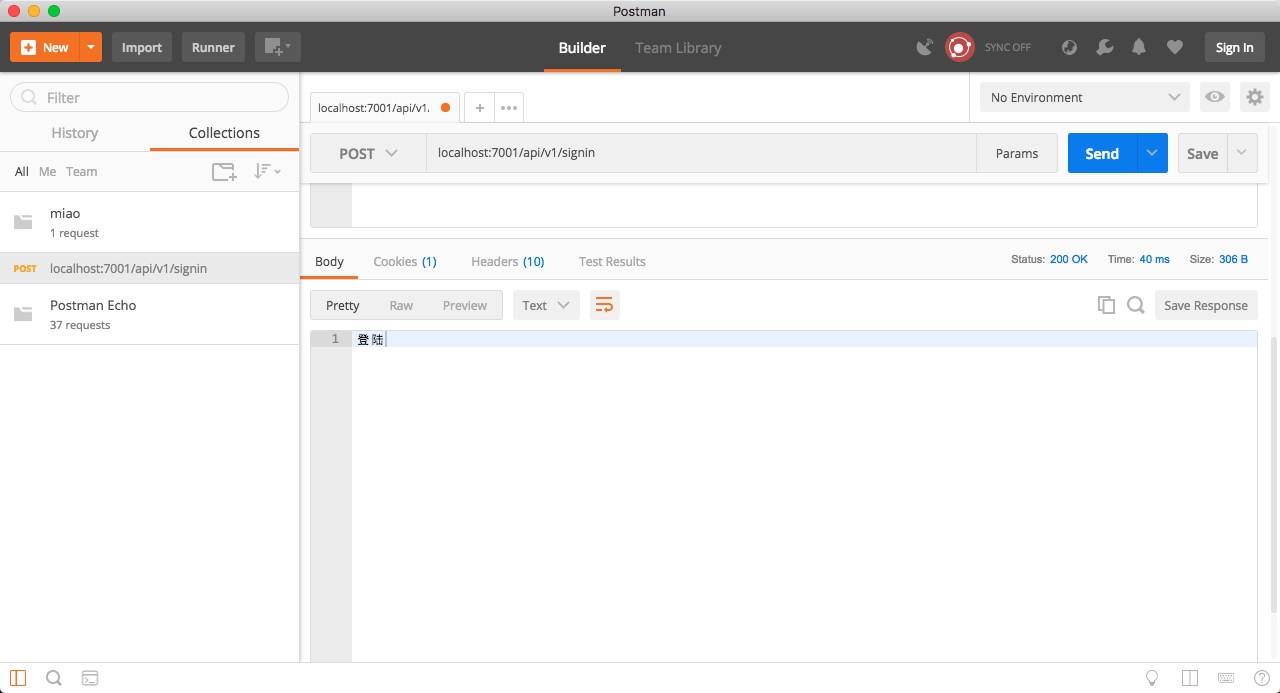 Postman
New
Import
Runner
Builder
Team Library
SYNC OFF
Sign In
Filter
History
Collections
All Me Team
miao
1 request
POST localhost:7001/api/v1/signin
Postman Echo
37 requests
localhost:7001/api/v1.
No Environment
POST
localhost:7001/api/v1/signin
Params
Send
Save
Body
Cookies (1)
Headers (10)
Test Results
Status: 200 OK
Time: 40 ms
Size: 306 B
Pretty
Raw
Preview
Text
Save Response
1 登陆